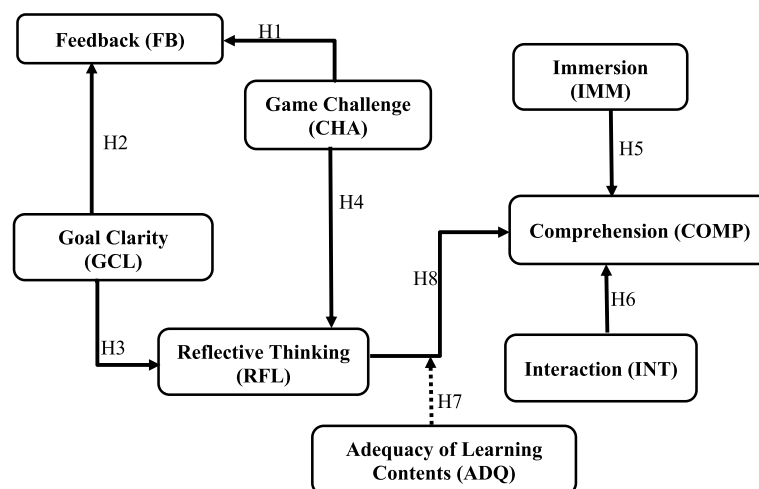 Feedback (FB)
H1
Immersion
(IMM)
Game Challenge
(CHA)
H2
H5
H4
Goal Clarity
(GCL)
Comprehension (COMP)
H8
H6
H3
Reflective Thinking
(RFL)
Interaction (INT)
H7
Adequacy of Learning
Contents (ADQ)